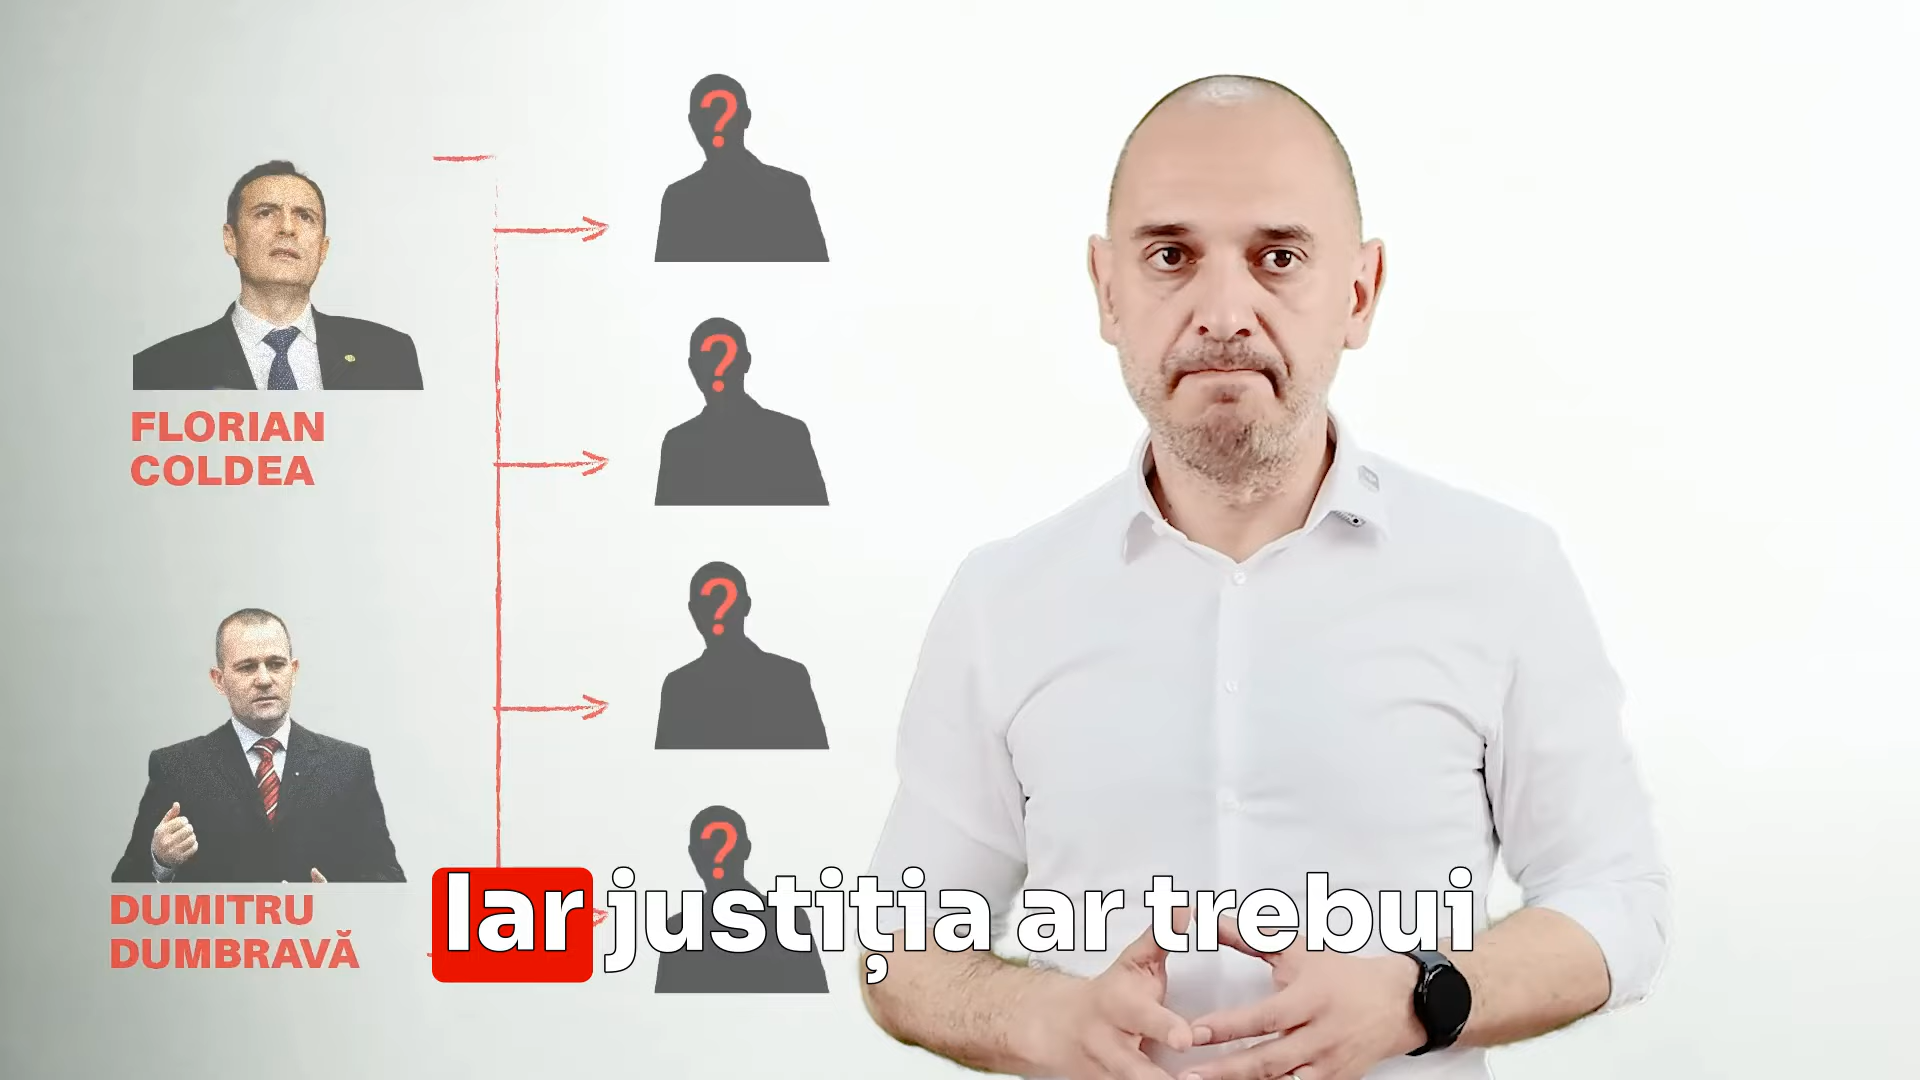 ?
?
?
?
FLORIAN
COLDEA
DUMITRU
DUMBRAVĂ
Iar justiția ar trebui